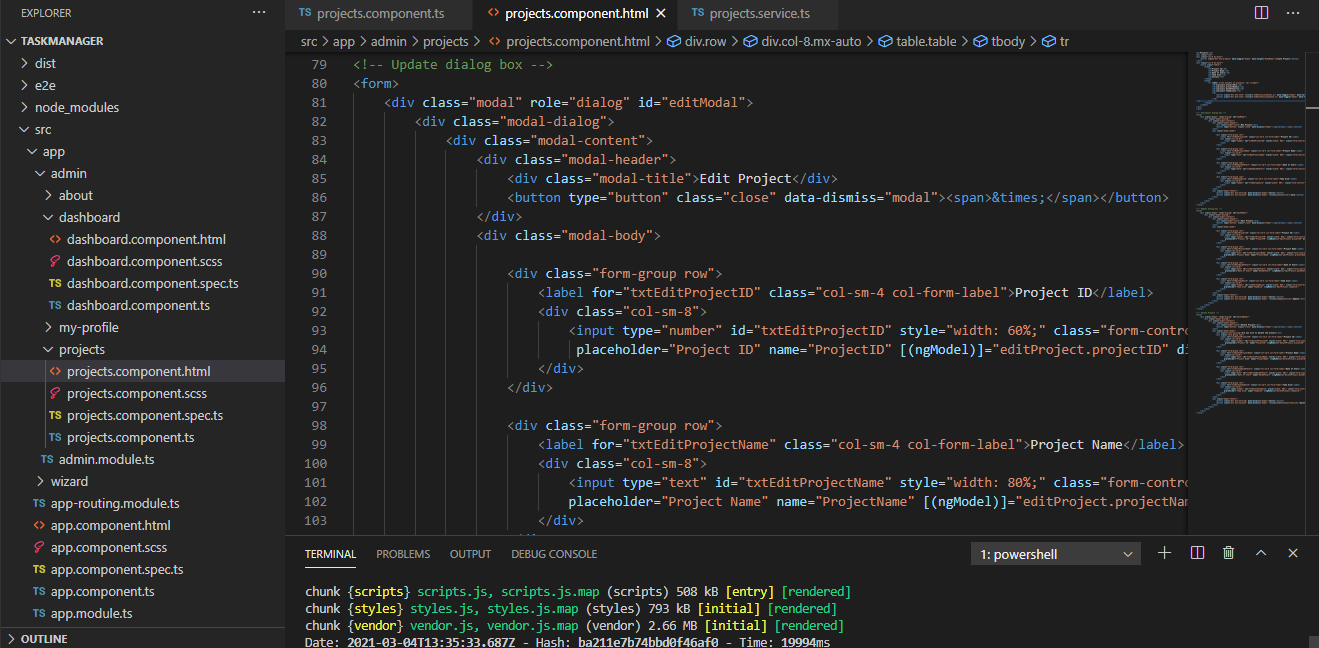 EXPLORER
TASKMANAGER
dist
e2e
node_modules
src
app
admin
about
dashboard
dashboard.component.html
dashboard.component.scss
TS dashboard.component.spec.ts
TS dashboard.component.ts
my-profile
projects
projects.component.html
projects.component.scss
TS projects.component.spec.ts
TS projects.component.ts
TS admin.module.ts
wizard
TS app-routing.module.ts
app.component.html
app.component.scss
TS app.component.spec.ts
TS app.component.ts
TS app.module.ts
OUTLINE
TS projects.component.ts
projects.component.html
TS projects.service.ts
src > app > admin > projects > projects.component.html > div.row > div.col-8.mx-auto > table.table > tbody > tr
79 <!-- Update dialog box -->
80 <form>
81 <div class="modal" role="dialog" id="editModal">
82 <div class="modal-dialog">
83 <div class="modal-content">
84 <div class="modal-header">
85 <div class="modal-title">Edit Project</div>
86 <button type="button" class="close" data-dismiss="modal"><span>&times;</span></button>
87 </div>
88 <div class="modal-body">
89
90 <div class="form-group row">
91 <label for="txtEditProjectID" class="col-sm-4 col-form-label">Project ID</label>
92 <div class="col-sm-8">
93 <input type="number" id="txtEditProjectID" style="width: 60%;" class="form-contro
94 placeholder="Project ID" name="ProjectID" [(ngModel)]="editProject.projectID" di
95 </div>
96 </div>
97
98 <div class="form-group row">
99 <label for="txtEditProjectName" class="col-sm-4 col-form-label">Project Name</label>
100 <div class="col-sm-8">
101 <input type="text" id="txtEditProjectName" style="width: 80%;" class="form-contro
102 placeholder="Project Name" name="ProjectName" [(ngModel)]="editProject.projectNam
103 </div>
TERMINAL PROBLEMS OUTPUT DEBUG CONSOLE
1: powershell
chunk {scripts} scripts.js, scripts.js.map (scripts) 508 kB [entry] [rendered]
chunk {styles} styles.js, styles.js.map (styles) 793 kB [initial] [rendered]
chunk {vendor} vendor.js, vendor.js.map (vendor) 2.66 MB [initial] [rendered]
Date: 2021-03-04T13:35:33.687Z - Hash: ba211e7b74bbd0f46af0 - Time: 19994ms